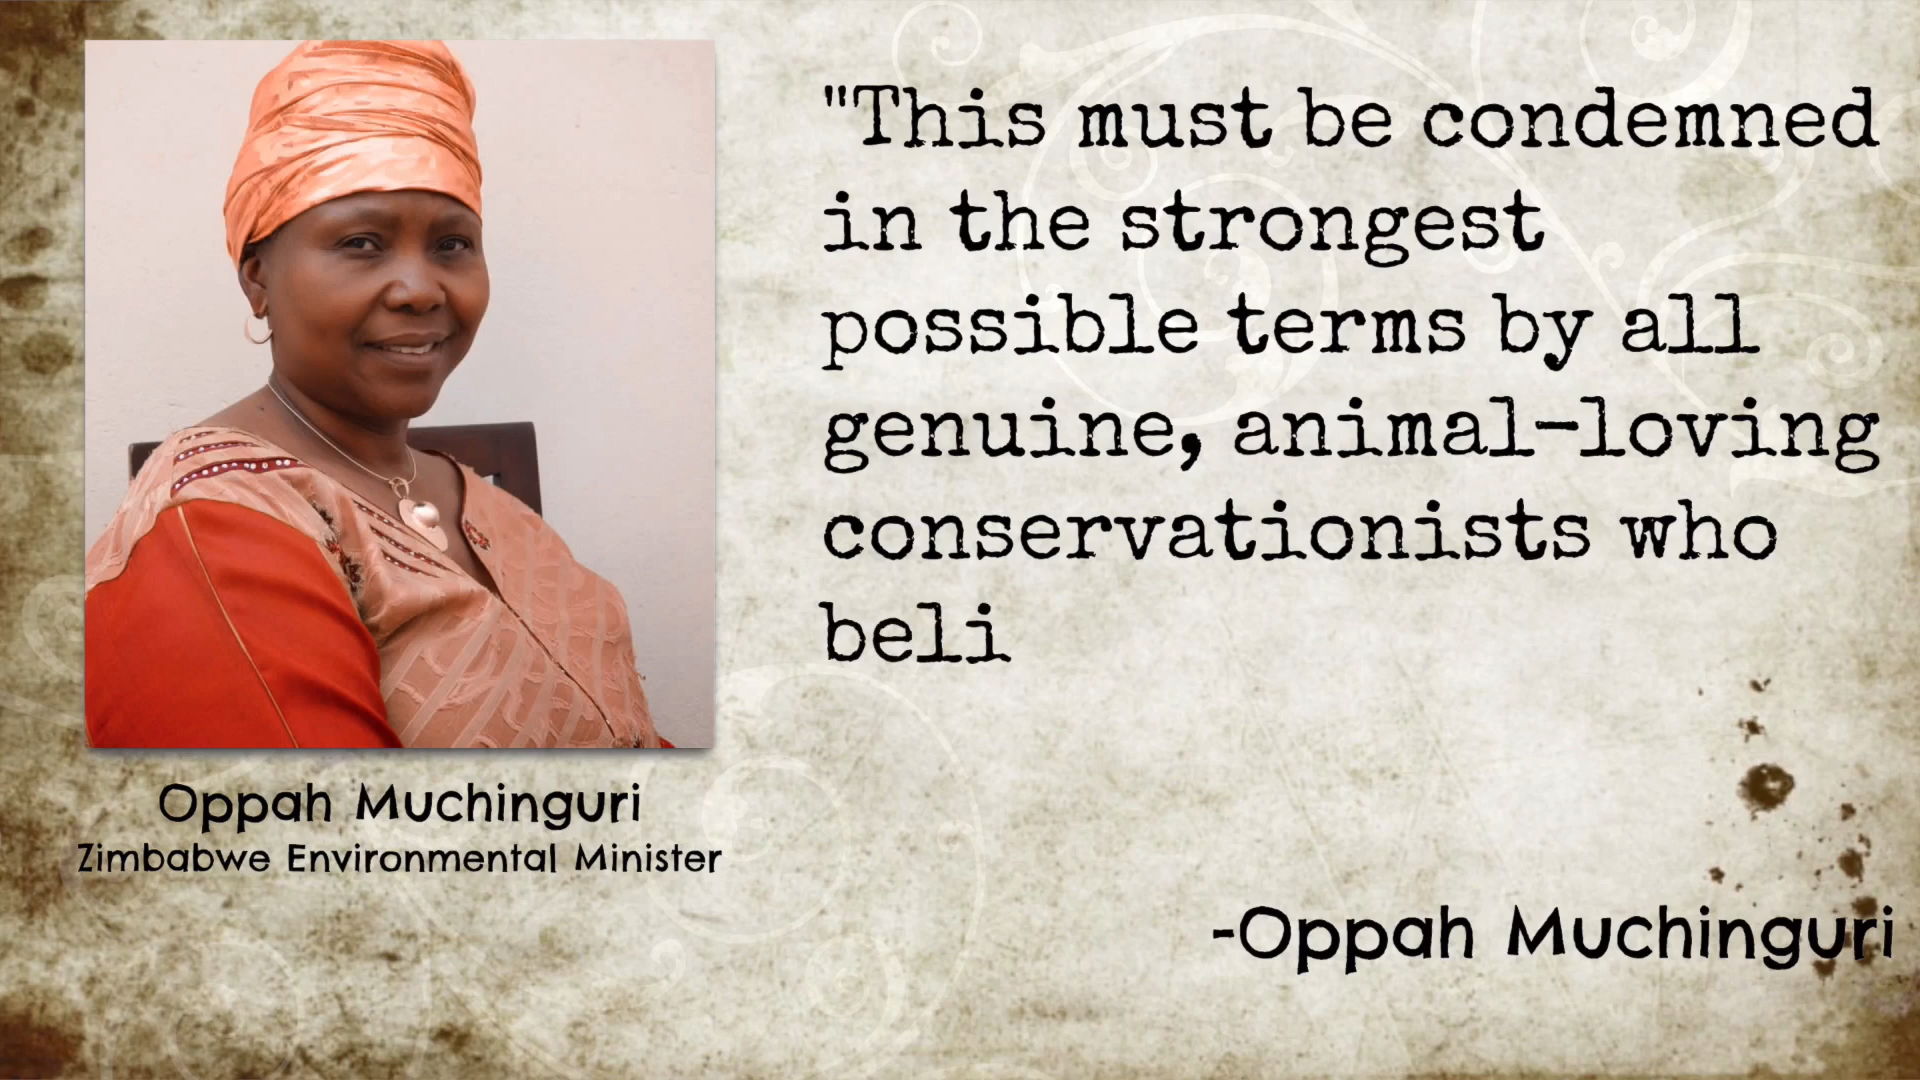 "This must be condemned
in the strongest
possible terms by all
genuine, animal-loving
conservationists who
beli
Oppah Muchinguri
Zimbabwe Environmental Minister
-Oppah Muchinguri